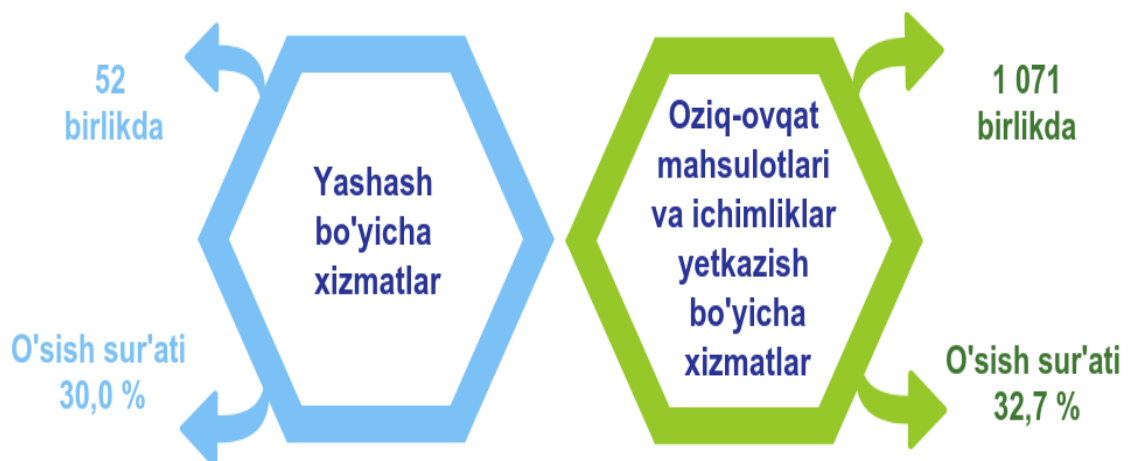 52
birlikda
O'sish sur'ati
30,0 %
Yashash
bo'yicha
xizmatlar
Oziq-ovqat
mahsulotlari
va ichimliklar
yetkazish
bo'yicha
xizmatlar
1 071
birlikda
O'sish sur'ati
32,7 %